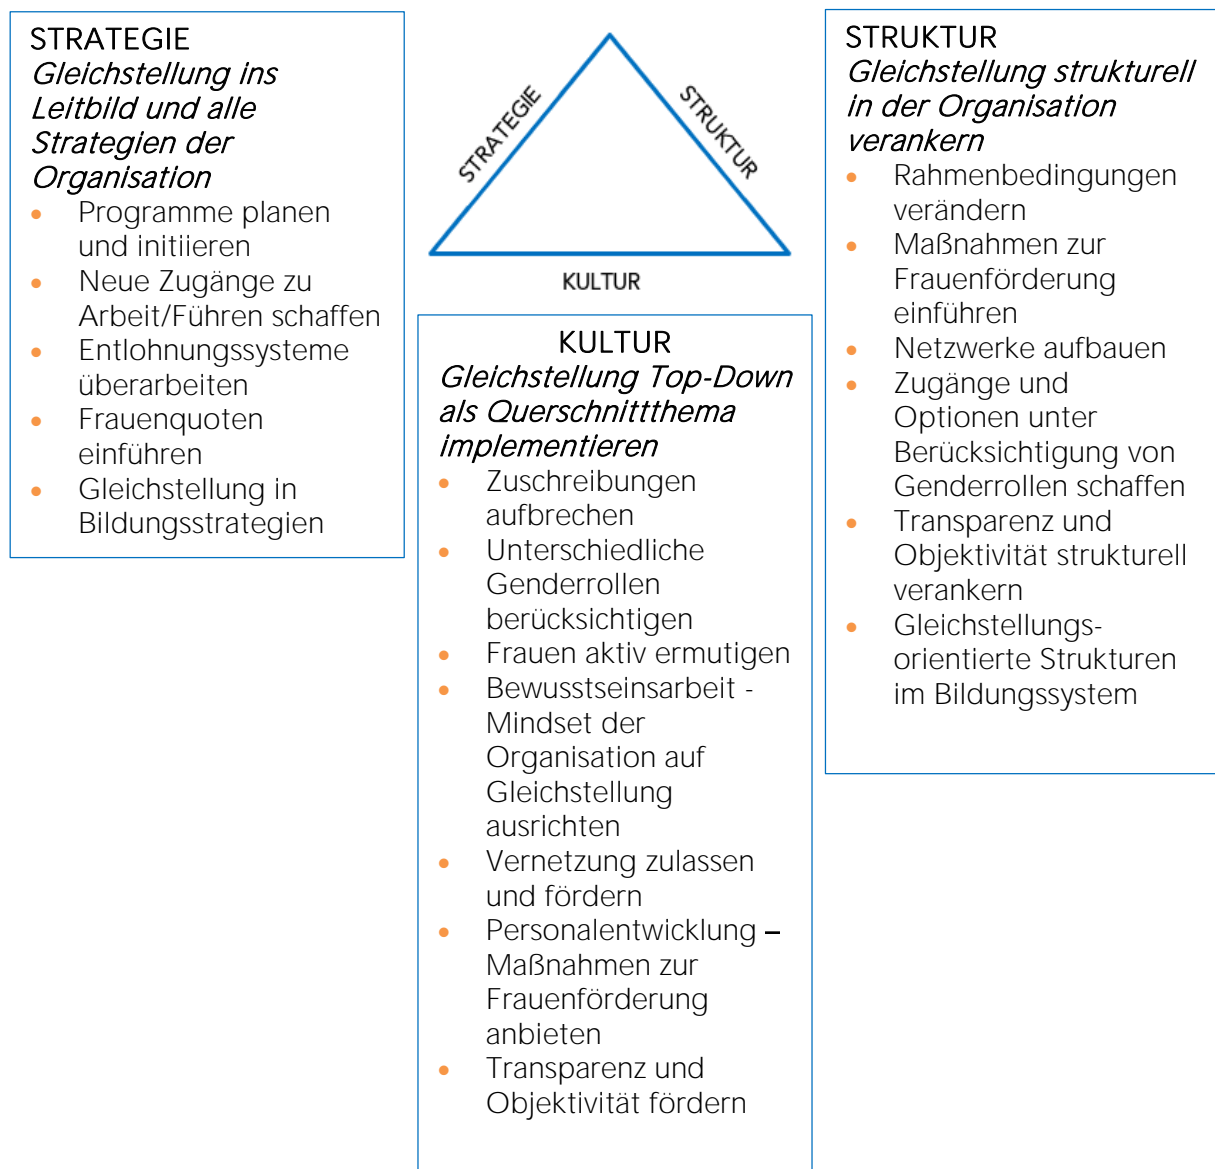 STRATEGIE
Gleichstellung ins
Leitbild und alle
Strategien der
Organisation
• Programme planen
und initiieren
• Neue Zugänge zu
Arbeit/Führen schaffen
• Entlohnungssysteme
überarbeiten
• Frauenquoten
einführen
• Gleichstellung in
Bildungsstrategien
STRATEGIE
STRUKTUR
KULTUR
KULTUR
Gleichstellung Top-Down
als Querschnittthema
implementieren
• Zuschreibungen
aufbrechen
• Unterschiedliche
Genderrollen
berücksichtigen
• Frauen aktiv ermutigen
• Bewusstseinsarbeit -
Mindset der
Organisation auf
Gleichstellung
ausrichten
• Vernetzung zulassen
und fördern
• Personalentwicklung –
Maßnahmen zur
Frauenförderung
anbieten
• Transparenz und
Objektivität fördern
STRUKTUR
Gleichstellung strukturell
in der Organisation
verankern
• Rahmenbedingungen
verändern
• Maßnahmen zur
Frauenförderung
einführen
• Netzwerke aufbauen
• Zugänge und
Optionen unter
Berücksichtigung von
Genderrollen schaffen
• Transparenz und
Objektivität strukturell
verankern
• Gleichstellungs-
orientierte Strukturen
im Bildungssystem